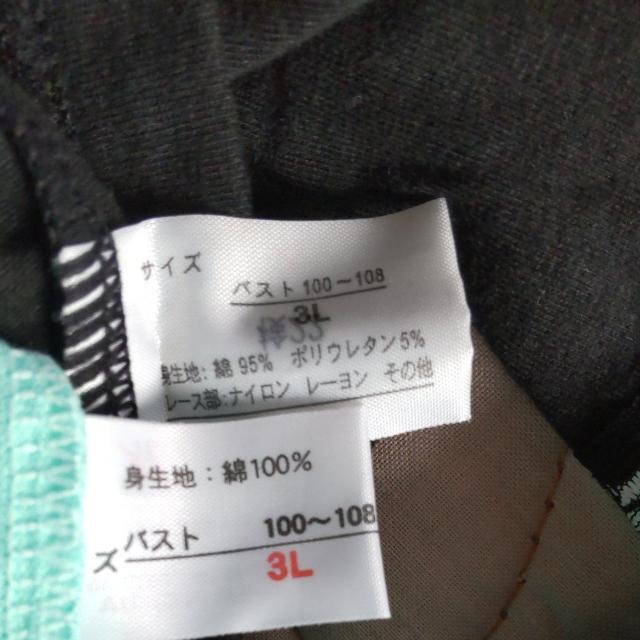 サイズ
バスト 100～108
3L
身生地: 綿 95% ポリウレタン 5%
レース部:ナイロン レーヨン その他
身生地：綿100%
ズ バスト 100～108
3L